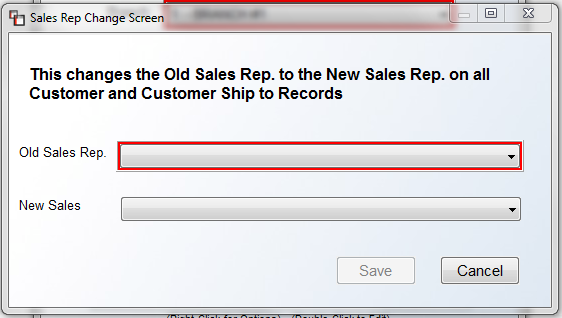 BRANCH #1
Sales Rep Change Screen
This changes the Old Sales Rep. to the New Sales Rep. on all
Customer and Customer Ship to Records
Old Sales Rep.
New Sales
Save
Cancel
(Right Click for Options) (Double Click to Edit)